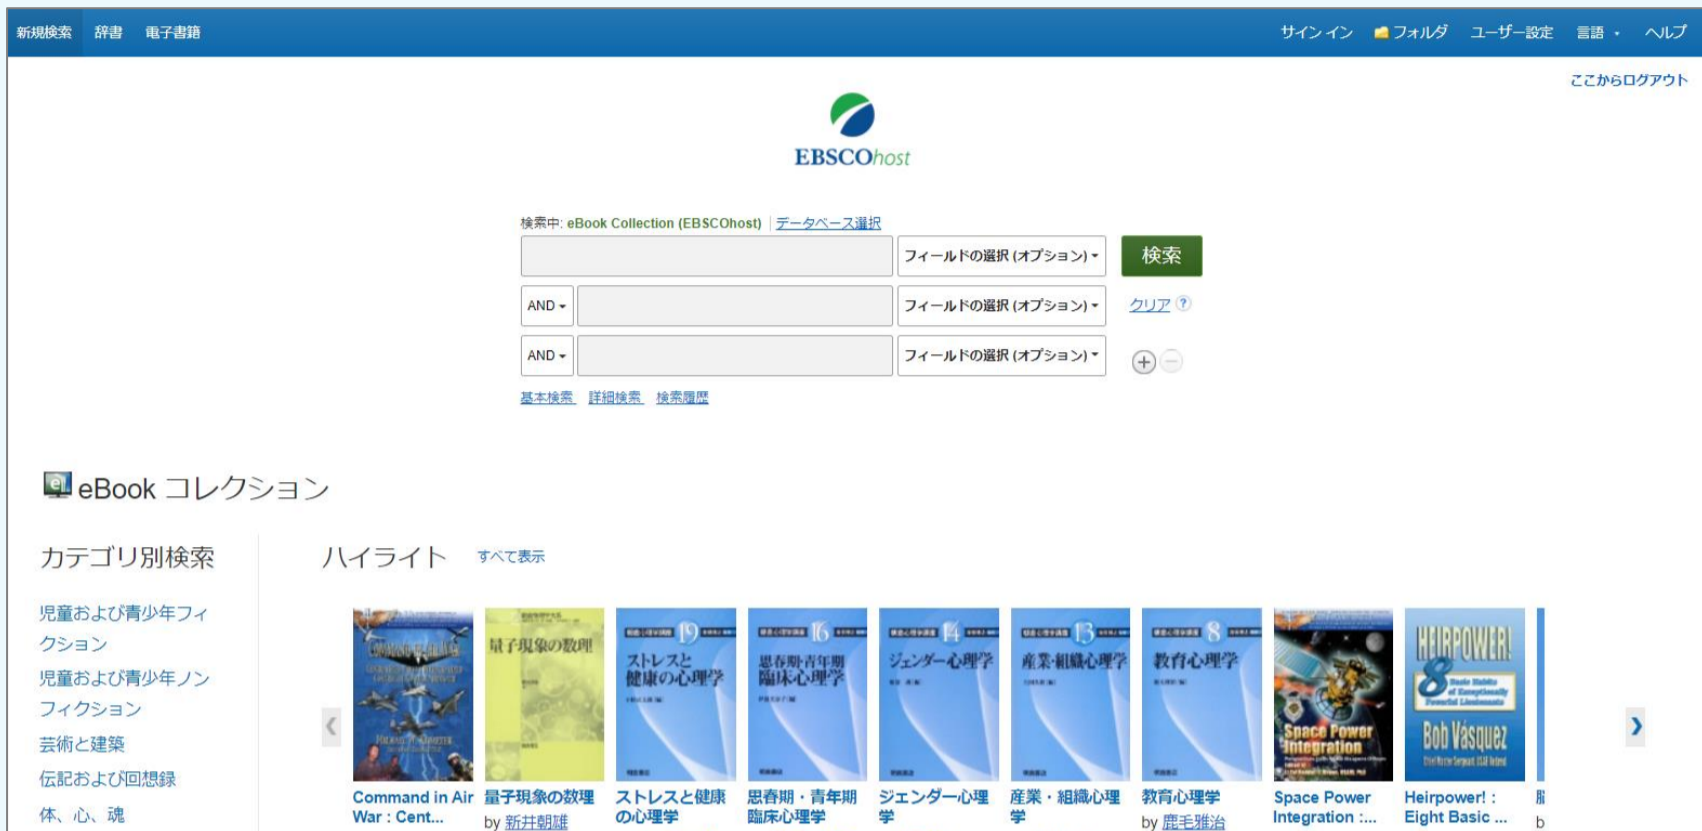 新規検索 辞書 電子書籍 サイン イン フォルダ ユーザー設定 言語 ヘルプ
ここからログアウト
EBSCOhost
検索中: eBook Collection (EBSCOhost) データベース選択
フィールドの選択 (オプション) 検索
AND フィールドの選択 (オプション) クリア ?
AND フィールドの選択 (オプション)
基本検索 詳細検索 検索履歴
eBook コレクション
カテゴリ別検索
児童および青少年フィ
クション
児童および青少年ノン
フィクション
芸術と建築
伝記および回想録
体、心、魂
ハイライト すべて表示
量子現象の数理
19
ストレスと
健康の心理学
16
思春期・青年期
臨床心理学
14
ジェンダー心理学
13
産業・組織心理学
8
教育心理学
Space Power
Integration
HEIRPOWER!
8 Basic Habits
of Exceptionally
Powerful Lieutenants
Bob Vásquez
Command in Air
War : Cent...
量子現象の数理
by 新井朝雄
ストレスと健康
の心理学
思春期・青年期
臨床心理学
ジェンダー心理
学
産業・組織心理
学
教育心理学
by 鹿毛雅治
Space Power
Integration :...
Heirpower! :
Eight Basic ...